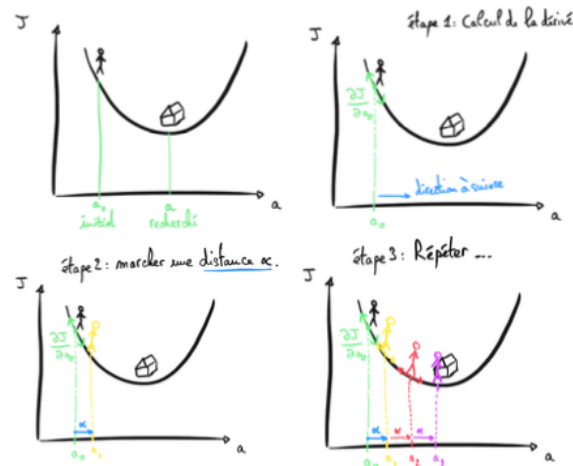 J
a₀
initial
a
recherché
a
étape 1: Calcul de la dérivé
J
∂J
∂a₀
direction à suivre
a₀
a
étape 2: marcher une distance α.
J
∂J
∂a₀
α
a₀
a₁
a
étape 3: Répéter ...
J
∂J
∂a₀
α
α
α
a₀
a₁
a₂
a₃
a